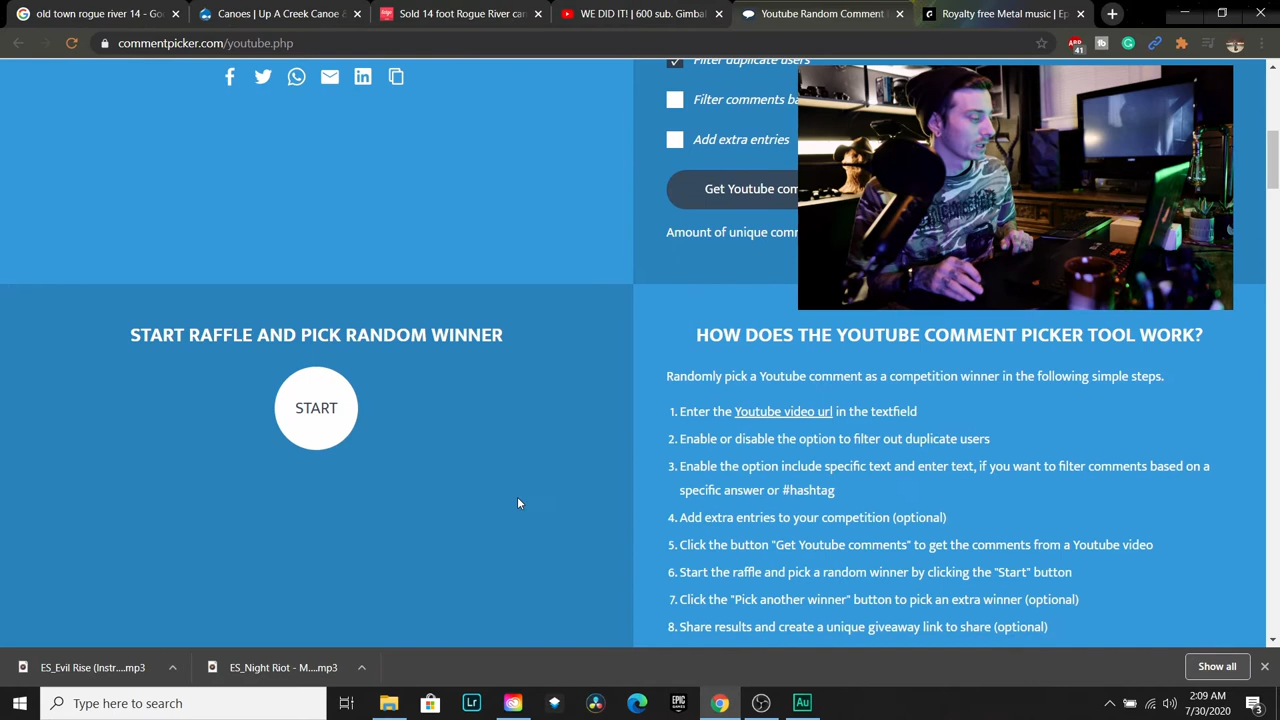 old town rogue river 14 - Go
Canoes | Up A Creek Canoe &
Sold 14 foot Rogue River can
WE DID IT! | 600 sub. Gimbal
Youtube Random Comment
Royalty free Metal music | Ep
commentpicker.com/youtube.php
41
Filter duplicate users
Filter comments ba
Add extra entries
Get Youtube com
Amount of unique comm
START RAFFLE AND PICK RANDOM WINNER
START
HOW DOES THE YOUTUBE COMMENT PICKER TOOL WORK?
Randomly pick a Youtube comment as a competition winner in the following simple steps.
1. Enter the Youtube video url in the textfield
2. Enable or disable the option to filter out duplicate users
3. Enable the option include specific text and enter text, if you want to filter comments based on a
specific answer or #hashtag
4. Add extra entries to your competition (optional)
5. Click the button "Get Youtube comments" to get the comments from a Youtube video
6. Start the raffle and pick a random winner by clicking the "Start" button
7. Click the "Pick another winner" button to pick an extra winner (optional)
8. Share results and create a unique giveaway link to share (optional)
ES_Evil Rise (Instr....mp3
ES_Night Riot - M....mp3
Show all
Type here to search
Lr
EPIC
GAMES
Au
2:09 AM
7/30/2020
3